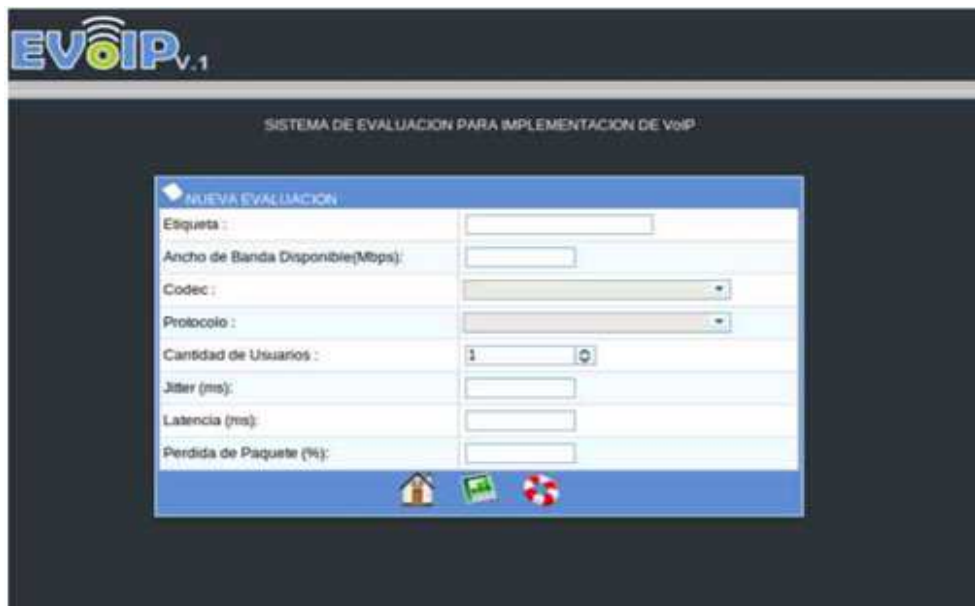 EVOIP V.1
SISTEMA DE EVALUACION PARA IMPLEMENTACION DE VoIP
NUEVA EVALUACION
Etiqueta :
Ancho de Banda Disponible(Mbps):
Codec :
Protocolo :
Cantidad de Usuarios : 1
Jitter (ms):
Latencia (ms):
Perdida de Paquete (%):